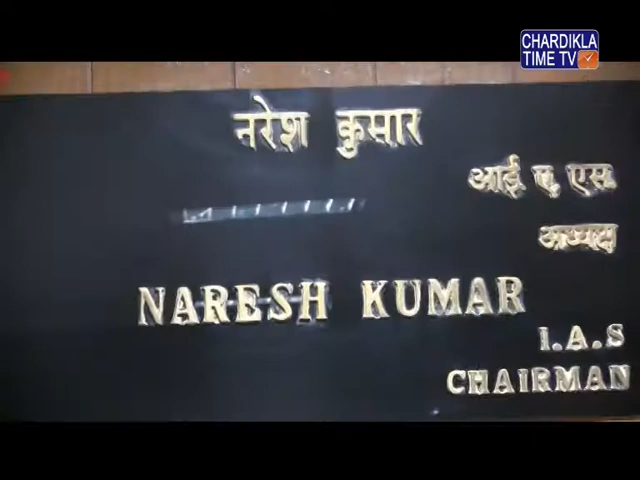 CHARDIKLA
TIME TV
नरेश कुमार
आई ए एस
अध्यक्ष
NARESH KUMAR
I.A.S
CHAIRMAN